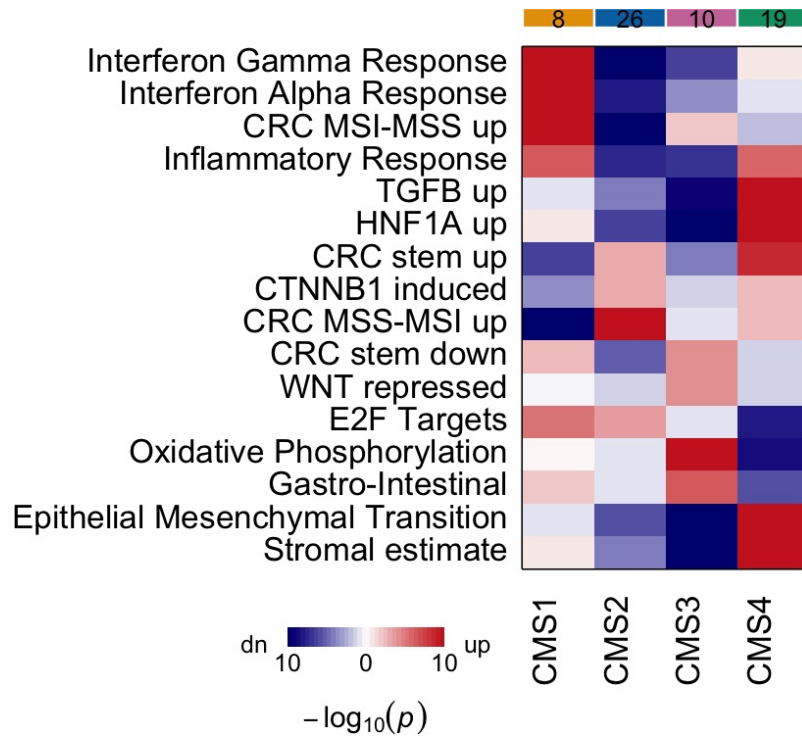 8 26 10 19
Interferon Gamma Response
Interferon Alpha Response
CRC MSI-MSS up
Inflammatory Response
TGFB up
HNF1A up
CRC stem up
CTNNB1 induced
CRC MSS-MSI up
CRC stem down
WNT repressed
E2F Targets
Oxidative Phosphorylation
Gastro-Intestinal
Epithelial Mesenchymal Transition
Stromal estimate
CMS1 CMS2 CMS3 CMS4
dn up
10 0 10
−log₁₀(p)